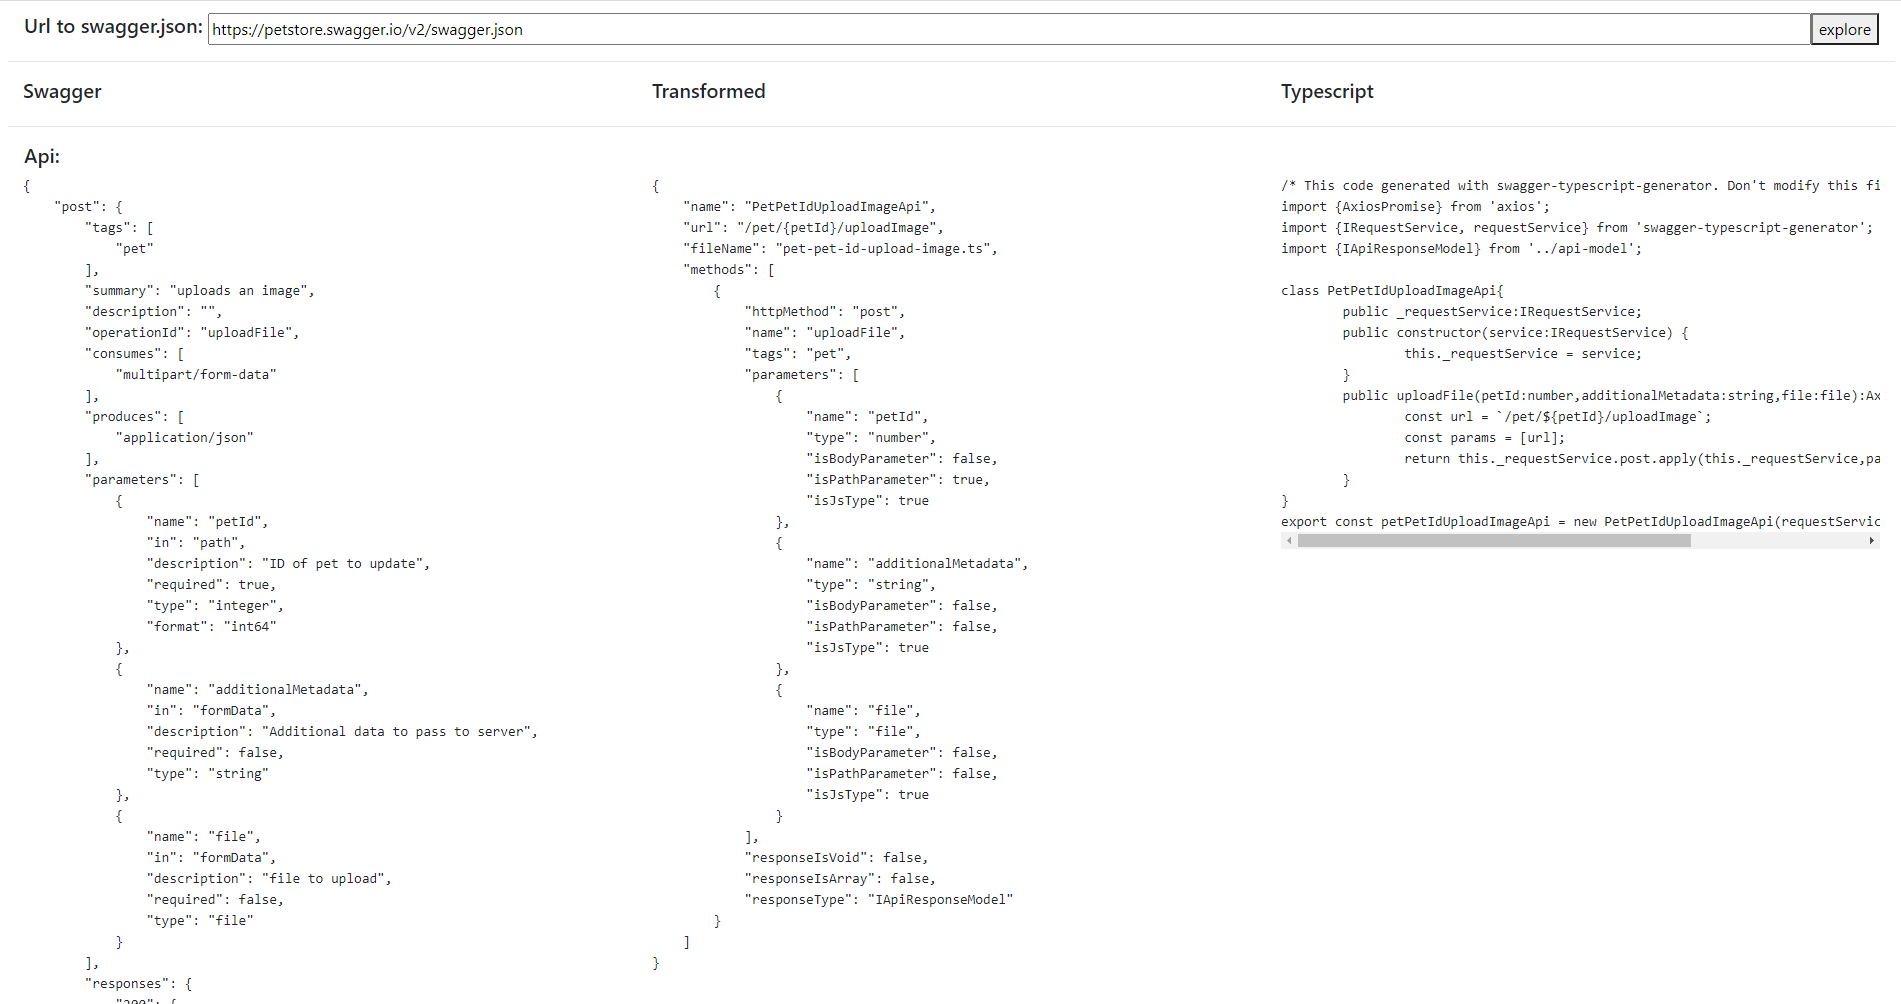 Url to swagger.json: https://petstore.swagger.io/v2/swagger.json explore
Swagger
Transformed
Typescript
Api:
{
    "post": {
        "tags": [
            "pet"
        ],
        "summary": "uploads an image",
        "description": "",
        "operationId": "uploadFile",
        "consumes": [
            "multipart/form-data"
        ],
        "produces": [
            "application/json"
        ],
        "parameters": [
            {
                "name": "petId",
                "in": "path",
                "description": "ID of pet to update",
                "required": true,
                "type": "integer",
                "format": "int64"
            },
            {
                "name": "additionalMetadata",
                "in": "formData",
                "description": "Additional data to pass to server",
                "required": false,
                "type": "string"
            },
            {
                "name": "file",
                "in": "formData",
                "description": "file to upload",
                "required": false,
                "type": "file"
            }
        ],
        "responses": {
            "200": {
{
    "name": "PetPetIdUploadImageApi",
    "url": "/pet/{petId}/uploadImage",
    "fileName": "pet-pet-id-upload-image.ts",
    "methods": [
        {
            "httpMethod": "post",
            "name": "uploadFile",
            "tags": "pet",
            "parameters": [
                {
                    "name": "petId",
                    "type": "number",
                    "isBodyParameter": false,
                    "isPathParameter": true,
                    "isJsType": true
                },
                {
                    "name": "additionalMetadata",
                    "type": "string",
                    "isBodyParameter": false,
                    "isPathParameter": false,
                    "isJsType": true
                },
                {
                    "name": "file",
                    "type": "file",
                    "isBodyParameter": false,
                    "isPathParameter": false,
                    "isJsType": true
                }
            ],
            "responseIsVoid": false,
            "responseIsArray": false,
            "responseType": "IApiResponseModel"
        }
    ]
}
/* This code generated with swagger-typescript-generator. Don't modify this fi
import {AxiosPromise} from 'axios';
import {IRequestService, requestService} from 'swagger-typescript-generator';
import {IApiResponseModel} from '../api-model';
class PetPetIdUploadImageApi{
        public _requestService:IRequestService;
        public constructor(service:IRequestService) {
                this._requestService = service;
        }
        public uploadFile(petId:number,additionalMetadata:string,file:file):Ax
                const url = `/pet/${petId}/uploadImage`;
                const params = [url];
                return this._requestService.post.apply(this._requestService,pa
        }
}
export const petPetIdUploadImageApi = new PetPetIdUploadImageApi(requestServic